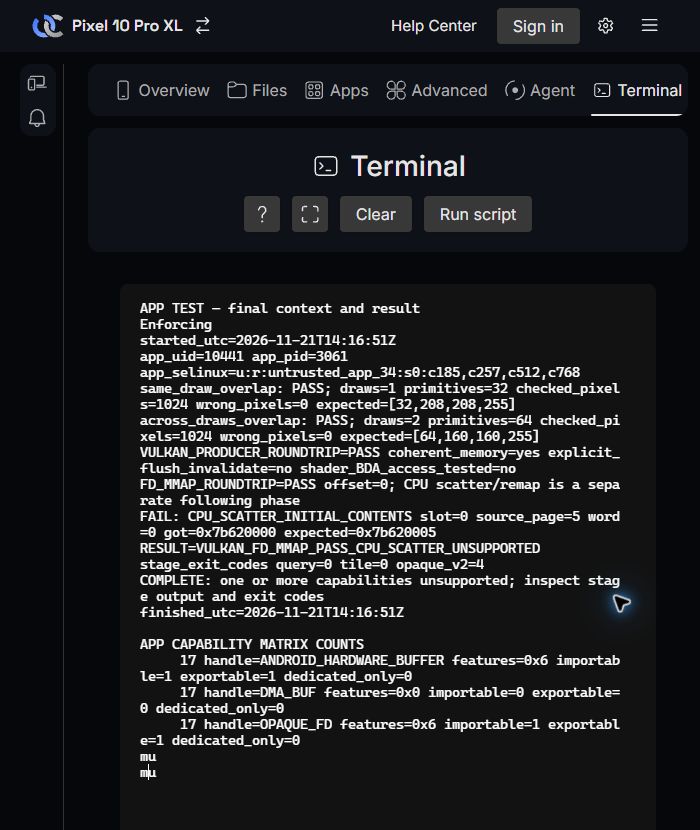 Pixel 10 Pro XL
Help Center
Sign in
Overview
Files
Apps
Advanced
Agent
Terminal
Terminal
?
Clear
Run script
APP TEST — final context and result
Enforcing
started_utc=2026-11-21T14:16:51Z
app_uid=10441 app_pid=3061
app_selinux=u:r:untrusted_app_34:s0:c185,c257,c512,c768
same_draw_overlap: PASS; draws=1 primitives=32 checked_pixel
s=1024 wrong_pixels=0 expected=[32,208,208,255]
across_draws_overlap: PASS; draws=2 primitives=64 checked_pi
xels=1024 wrong_pixels=0 expected=[64,160,160,255]
VULKAN_PRODUCER_ROUNDTRIP=PASS coherent_memory=yes explicit_
flush_invalidate=no shader_BDA_access_tested=no
FD_MMAP_ROUNDTRIP=PASS offset=0; CPU scatter/remap is a sepa
rate following phase
FAIL: CPU_SCATTER_INITIAL_CONTENTS slot=0 source_page=5 word
=0 got=0x7b620000 expected=0x7b620005
RESULT=VULKAN_FD_MMAP_PASS_CPU_SCATTER_UNSUPPORTED
stage_exit_codes query=0 tile=0 opaque_v2=4
COMPLETE: one or more capabilities unsupported; inspect stag
e output and exit codes
finished_utc=2026-11-21T14:16:51Z
APP CAPABILITY MATRIX COUNTS
17 handle=ANDROID_HARDWARE_BUFFER features=0x6 importab
le=1 exportable=1 dedicated_only=0
17 handle=DMA_BUF features=0x0 importable=0 exportable=
0 dedicated_only=0
17 handle=OPAQUE_FD features=0x6 importable=1 exportabl
e=1 dedicated_only=0
mu
mu